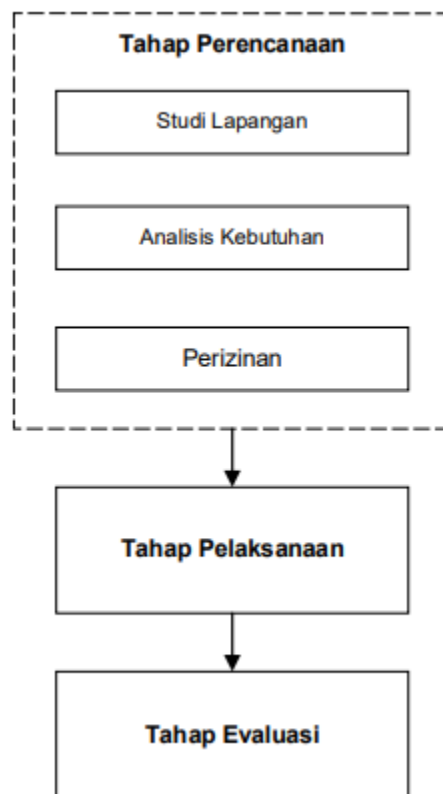 Tahap Perencanaan
Studi Lapangan
Analisis Kebutuhan
Perizinan
Tahap Pelaksanaan
Tahap Evaluasi